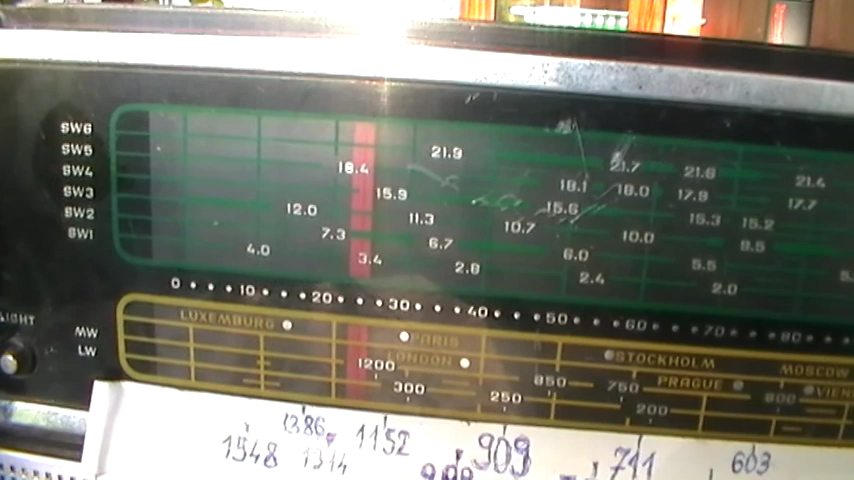 SW6
SW5 21.9 21.7 21.6 21.4
SW4 18.4 18.1 18.0 17.9 17.7
SW3 15.9 15.6 15.3 15.2
SW2 12.0 11.3 10.7 10.0 9.5
SW1 7.3 6.7 6.0 5.5 5.
4.0 3.4 2.8 2.4 2.0
0 10 20 30 40 50 60 70 80
LUXEMBURG PARIS STOCKHOLM MOSCOW
LIGHT MW LONDON PRAGUE VIEN
LW 1200 850 750 600
300 250 200
1386
1548 1314 1152 909 711 603